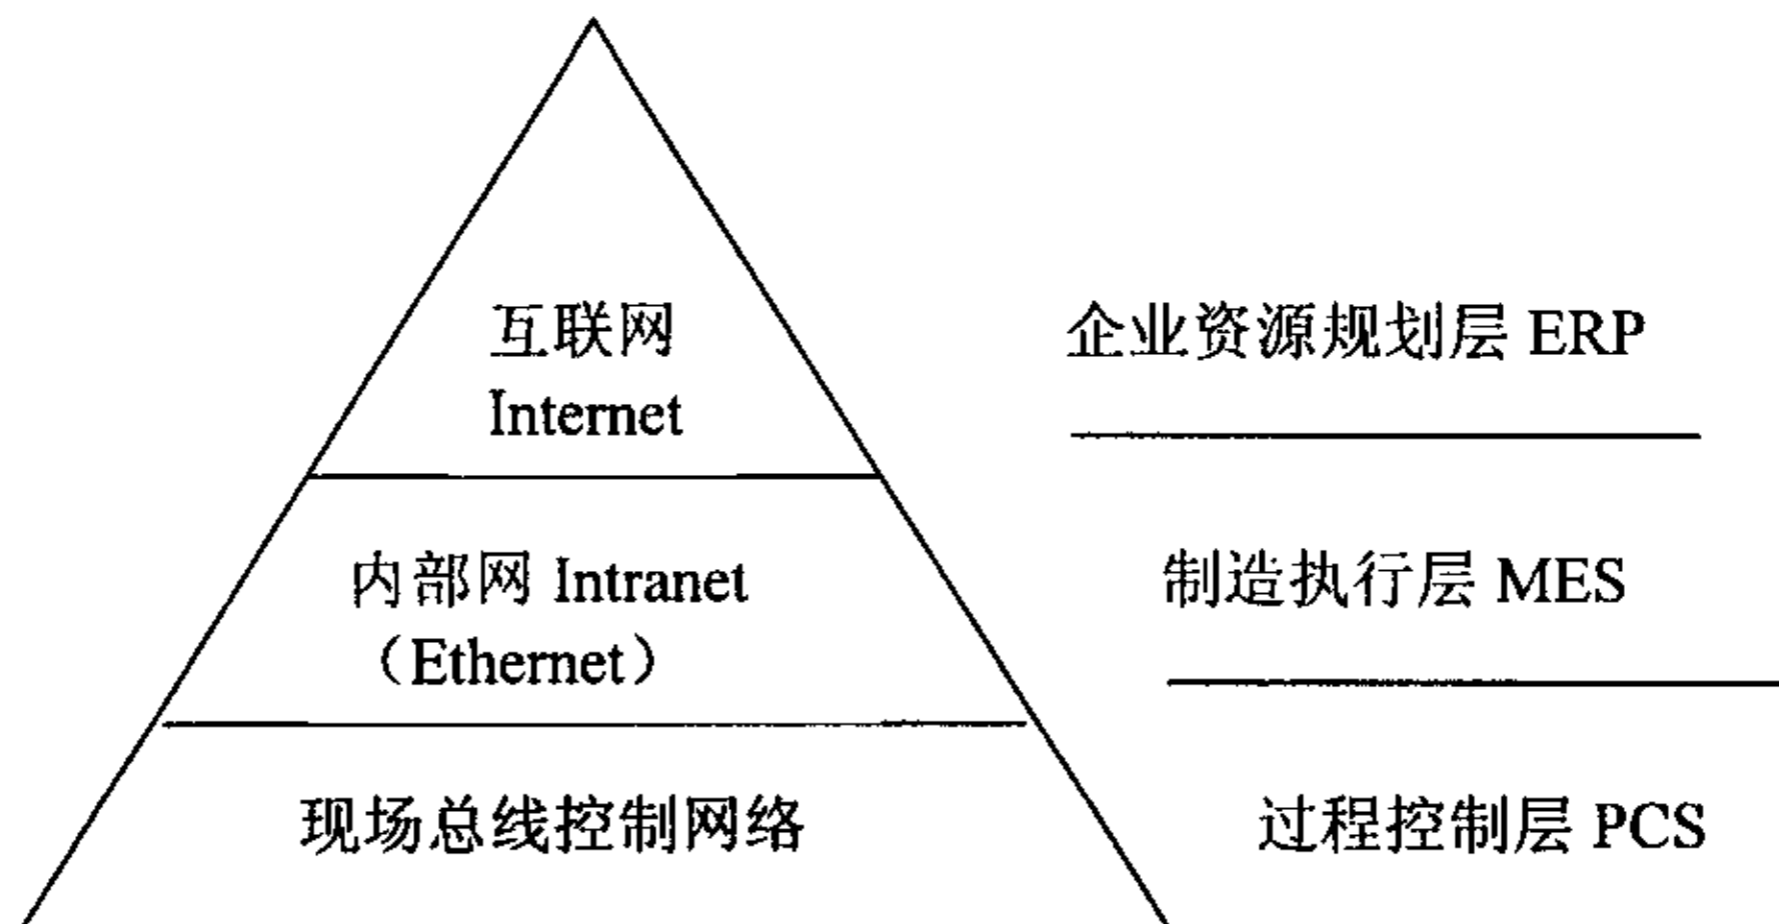 互联网
Internet
企业资源规划层 ERP
内部网 Intranet
（Ethernet）
制造执行层 MES
现场总线控制网络
过程控制层 PCS